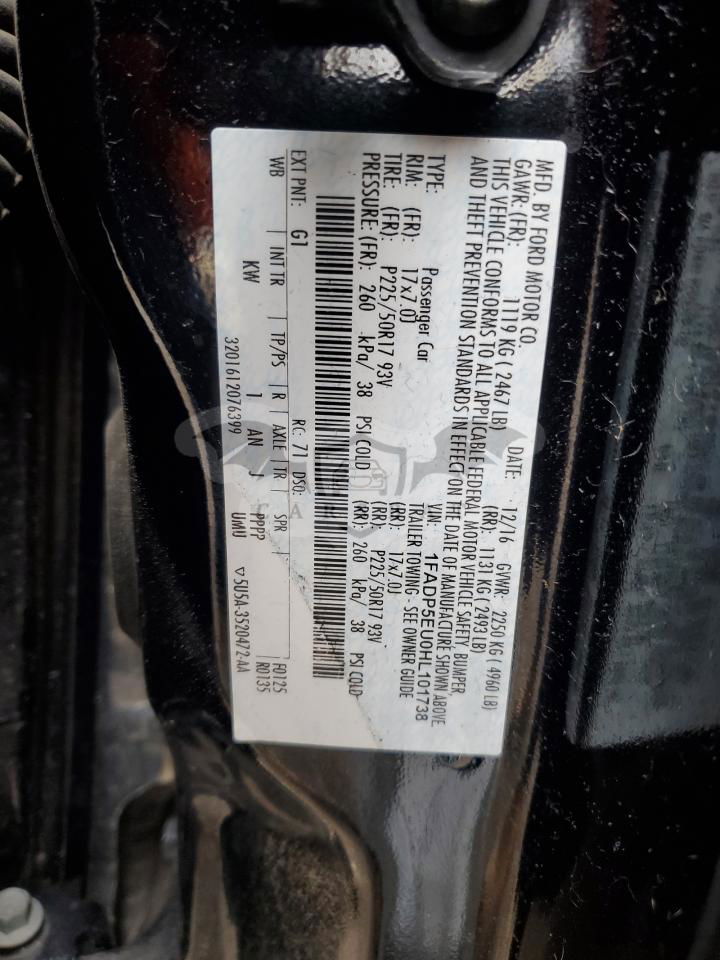 MFD. BY FORD MOTOR CO.
DATE: 12/16 GVWR: 2250 KG ( 4960 LB)
GAWR: (FR): 1119 KG ( 2467 LB) (RR): 1131 KG ( 2493 LB)
THIS VEHICLE CONFORMS TO ALL APPLICABLE FEDERAL MOTOR VEHICLE SAFETY, BUMPER
AND THEFT PREVENTION STANDARDS IN EFFECT ON THE DATE OF MANUFACTURE SHOWN ABOVE.
VIN: 1FADP5EU0HL101738
TYPE: Passenger Car TRAILER TOWING - SEE OWNER GUIDE
RIM: (FR): 17x7.0J (RR): 17x7.0J
TIRE: (FR): P225/50R17 93V (RR): P225/50R17 93V
PRESSURE: (FR): 260 kPa/ 38 PSI COLD (RR): 260 kPa/ 38 PSI COLD
EXT PNT: G1 RC: 71 DSO: F0125
WB INT TR TP/PS R AXLE TR SPR R0135
KW 1 AN J PPPP
3201612076399 UMU ▽5U5A-3520472-AA